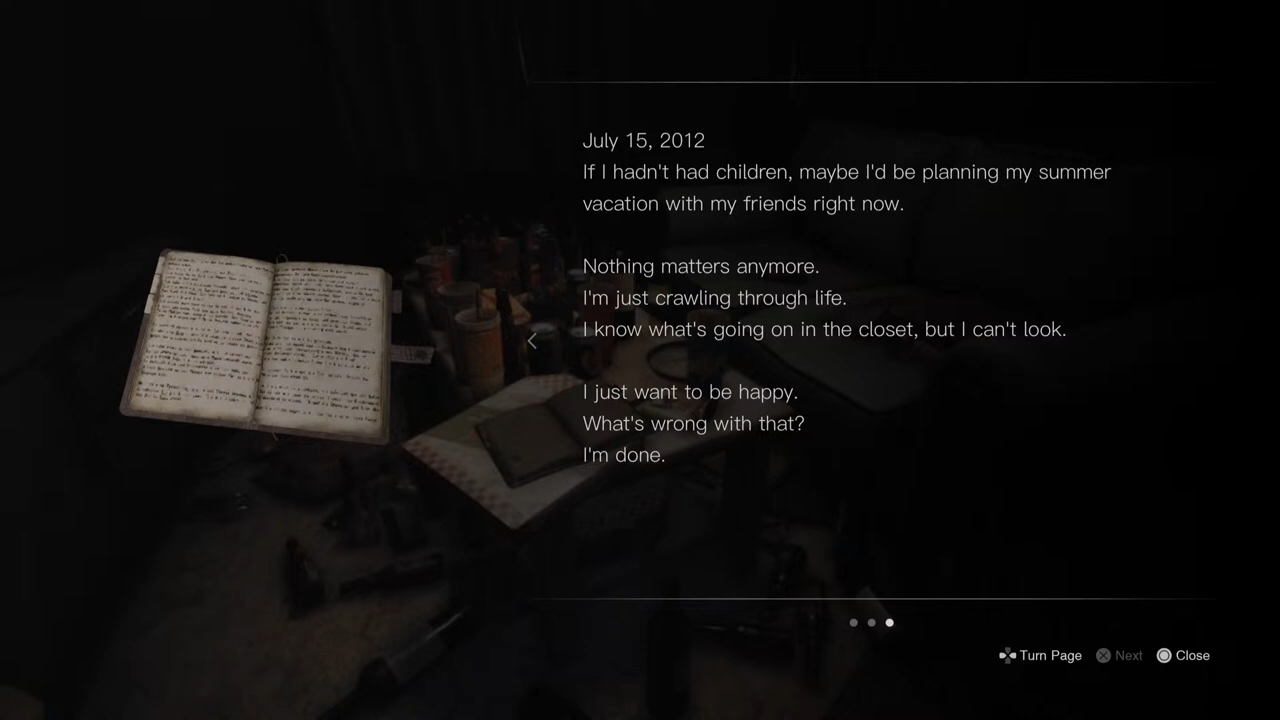 July 15, 2012
If I hadn't had children, maybe I'd be planning my summer
vacation with my friends right now.
Nothing matters anymore.
I'm just crawling through life.
I know what's going on in the closet, but I can't look.
I just want to be happy.
What's wrong with that?
I'm done.
Turn Page Next Close